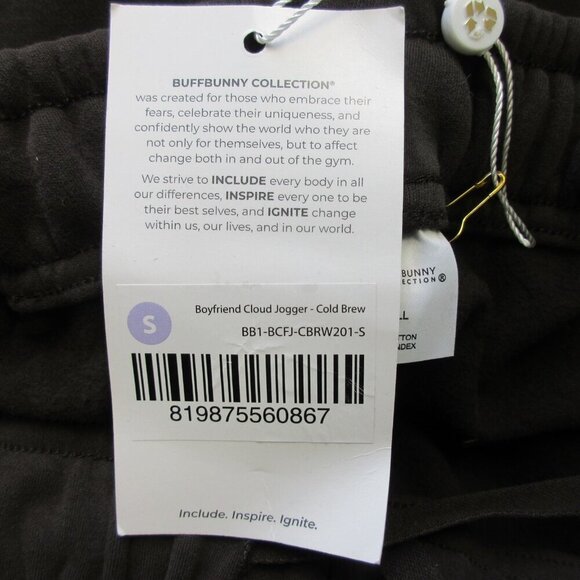 BUFFBUNNY COLLECTION®
was created for those who embrace their
fears, celebrate their uniqueness, and
confidently show the world who they are
not only for themselves, but to affect
change both in and out of the gym.
We strive to INCLUDE every body in all
our differences, INSPIRE every one to be
their best selves, and IGNITE change
within us, our lives, and in our world.
BUNNY
ECTION®
LL
TTON
NDEX
S
Boyfriend Cloud Jogger - Cold Brew
BB1-BCFJ-CBRW201-S
819875560867
Include. Inspire. Ignite.